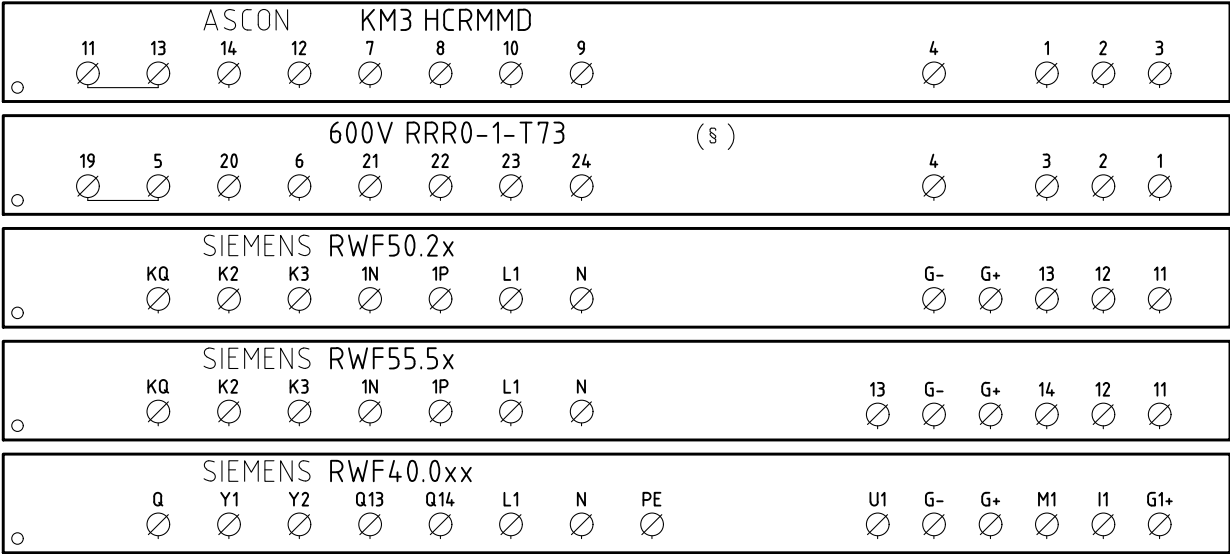 ASCON KM3 HCRMMD
11 13 14 12 7 8 10 9 4 1 2 3
600V RRR0-1-T73 (§)
19 5 20 6 21 22 23 24 4 3 2 1
SIEMENS RWF50.2x
KQ K2 K3 1N 1P L1 N G- G+ 13 12 11
SIEMENS RWF55.5x
KQ K2 K3 1N 1P L1 N 13 G- G+ 14 12 11
SIEMENS RWF40.0xx
Q Y1 Y2 Q13 Q14 L1 N PE U1 G- G+ M1 I1 G1+